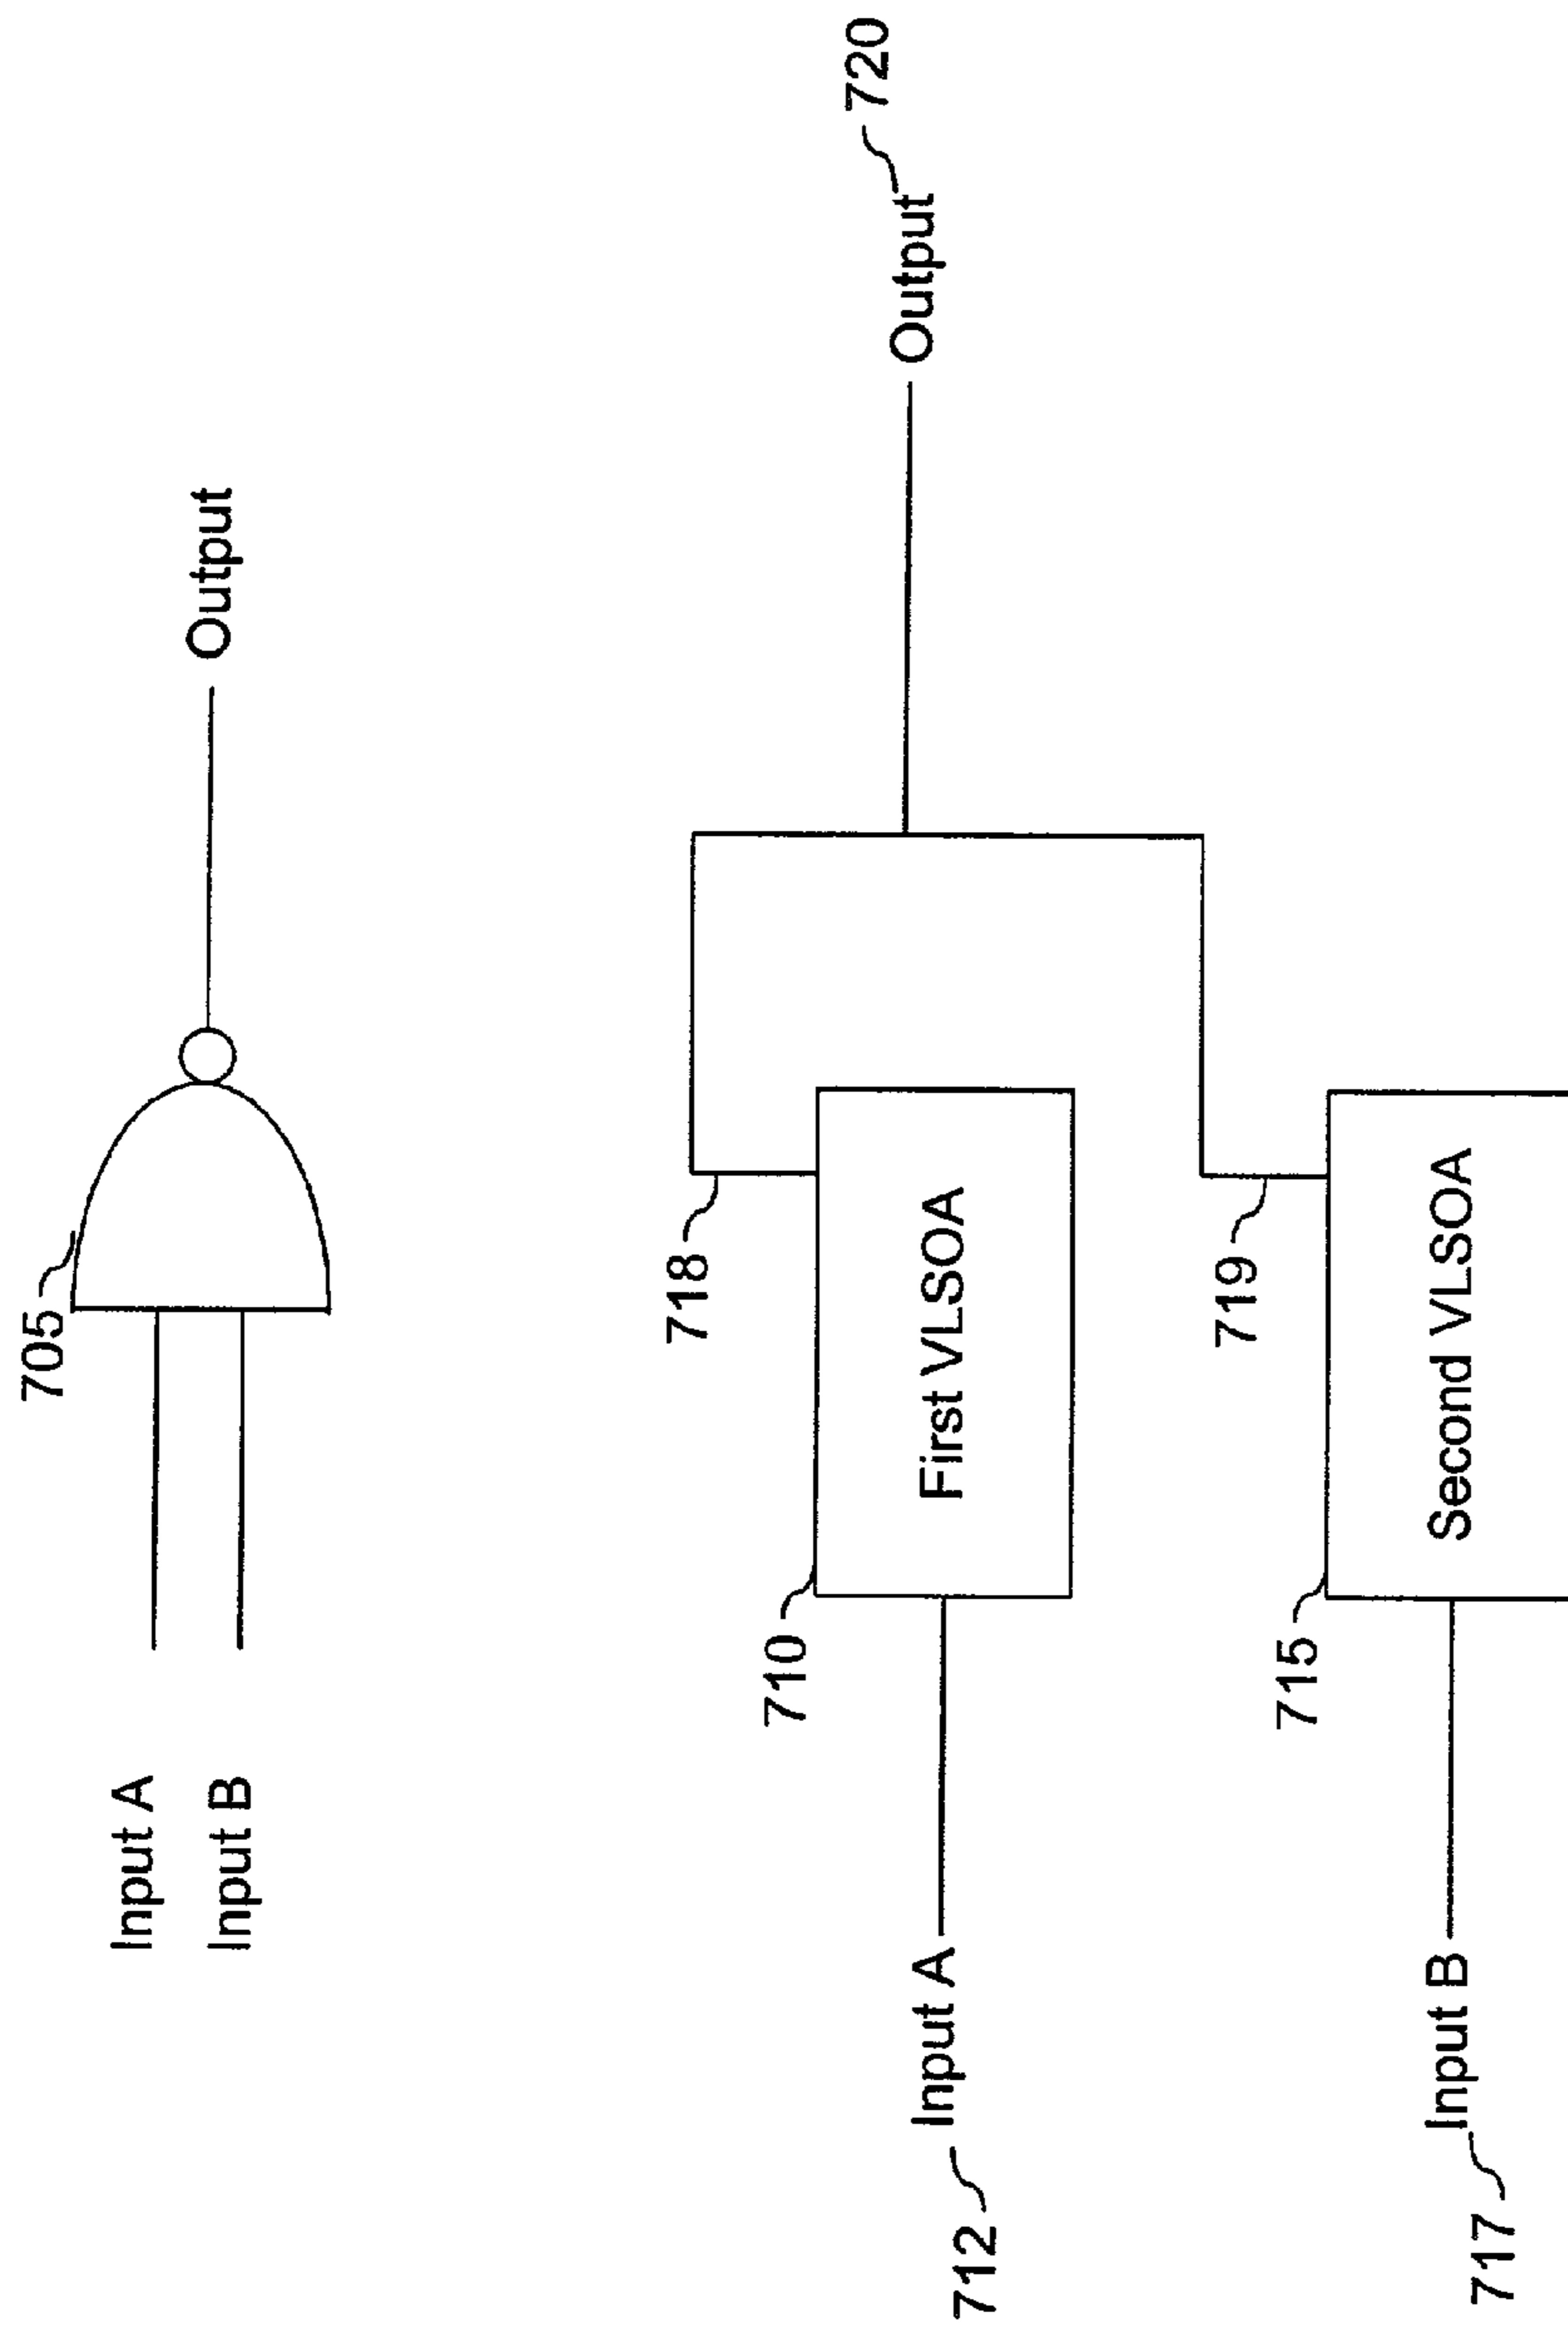 705
Input A
Input B
Output
718
710
First VLSOA
712
Input A
Output
720
719
715
Second VLSOA
717
Input B